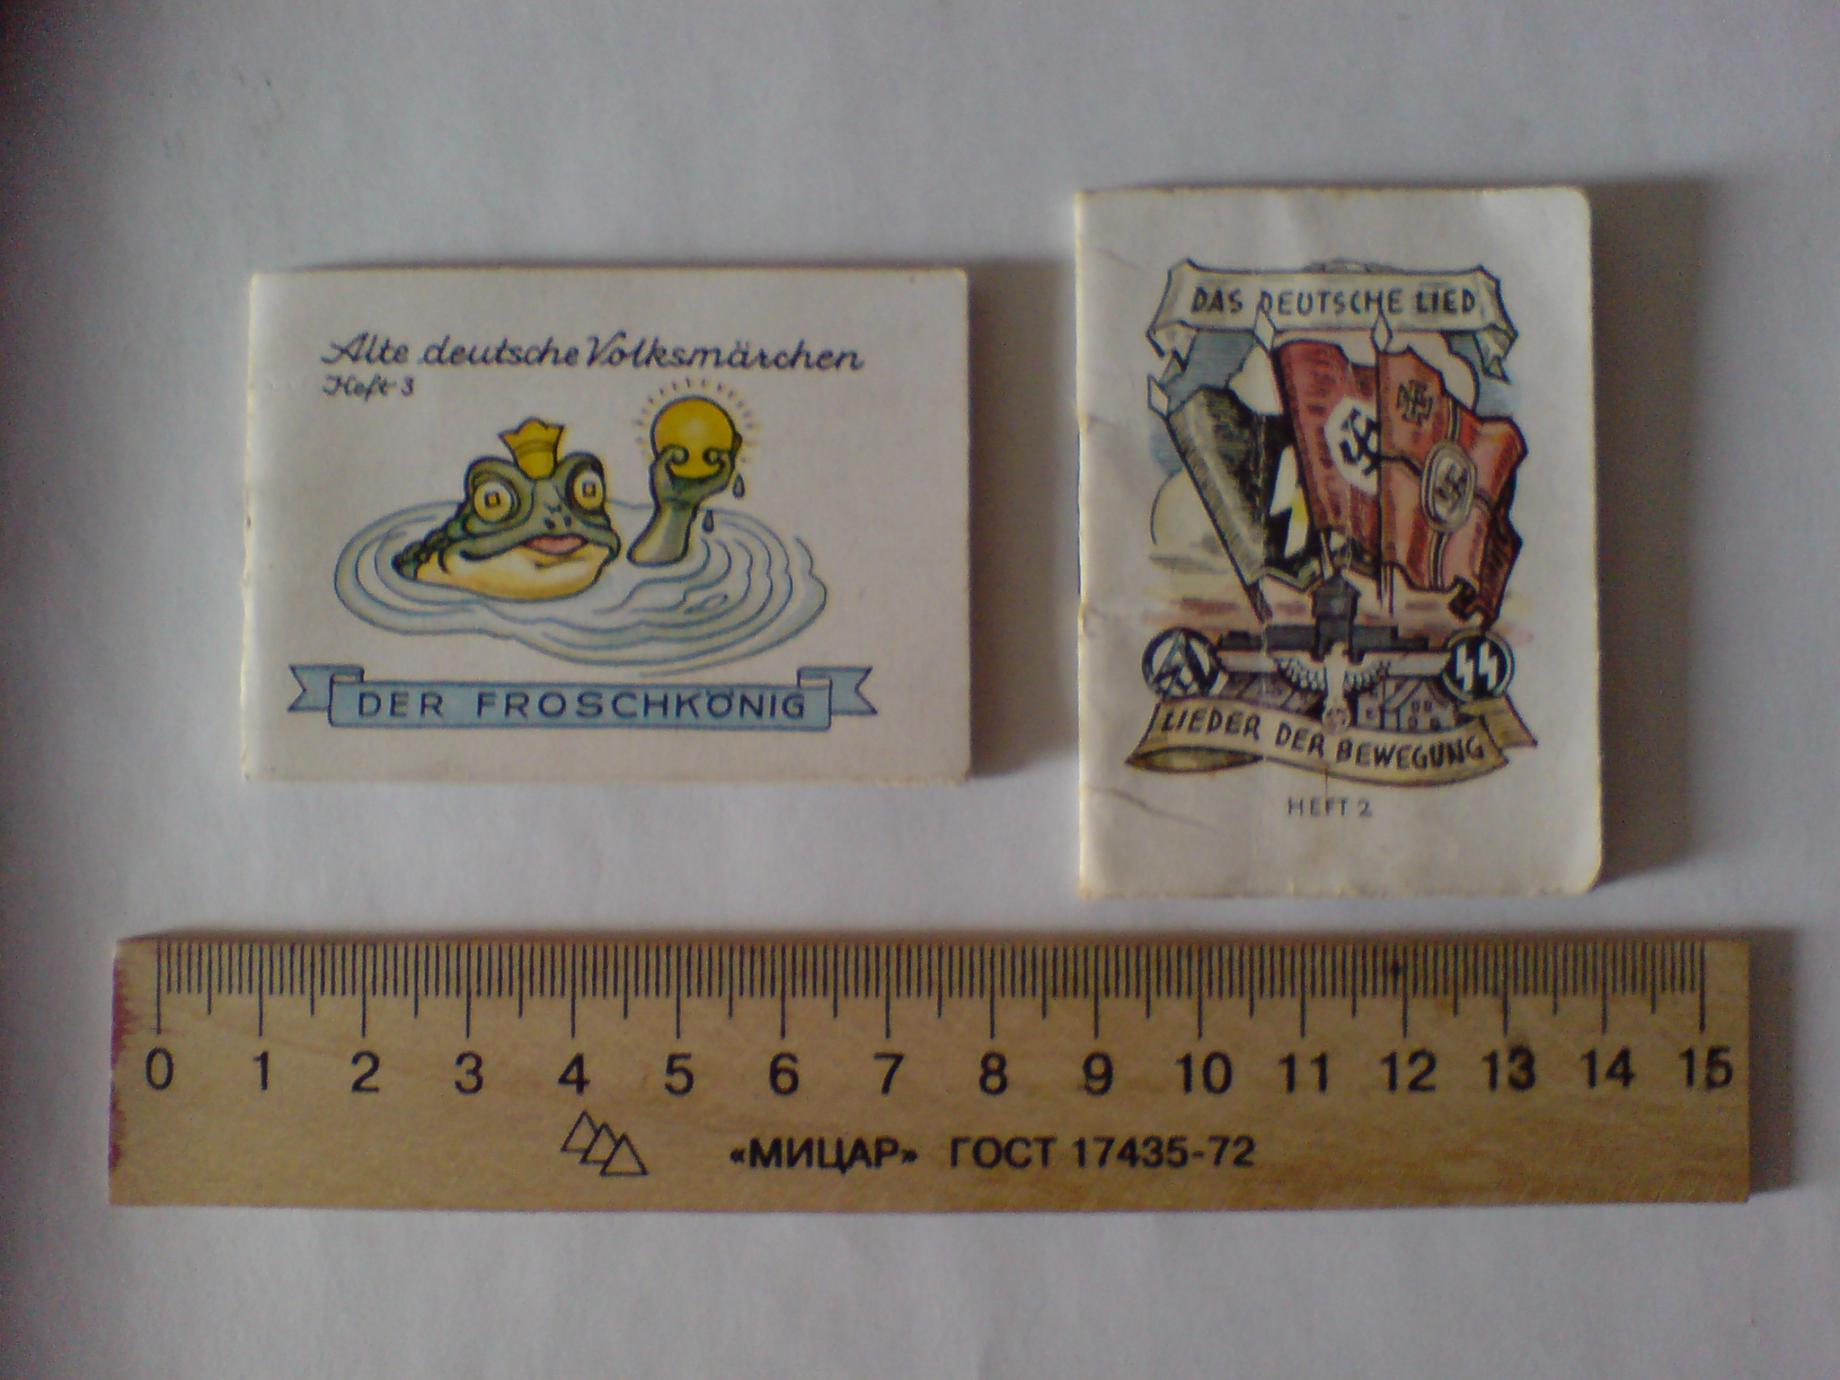 Alte deutsche Volksmärchen
Heft 3
DER FROSCHKÖNIG
DAS DEUTSCHE LIED
LIEDER DER BEWEGUNG
HEFT 2
0 1 2 3 4 5 6 7 8 9 10 11 12 13 14 15
«МИЦАР» ГОСТ 17435-72